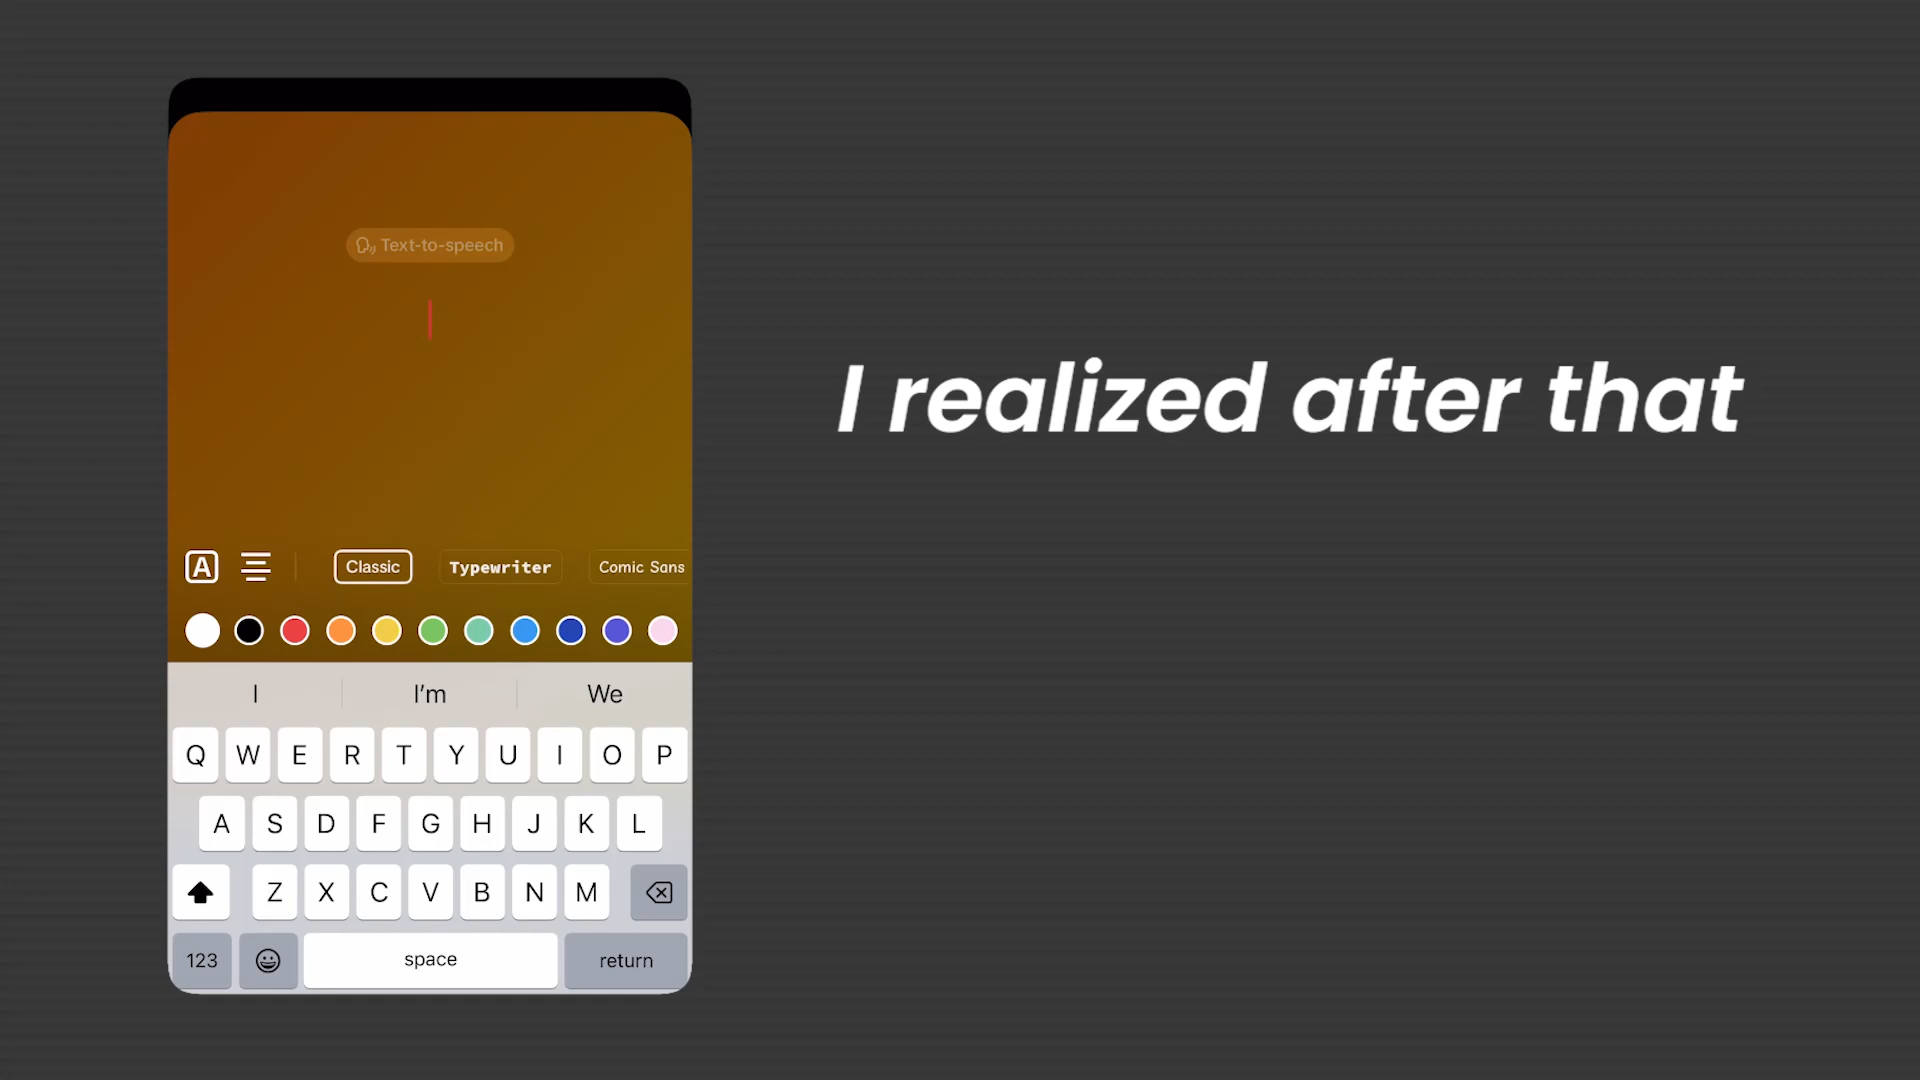 Text-to-speech
I realized after that
A Classic Typewriter Comic Sans
I I'm We
Q W E R T Y U I O P
A S D F G H J K L
Z X C V B N M
123 space return